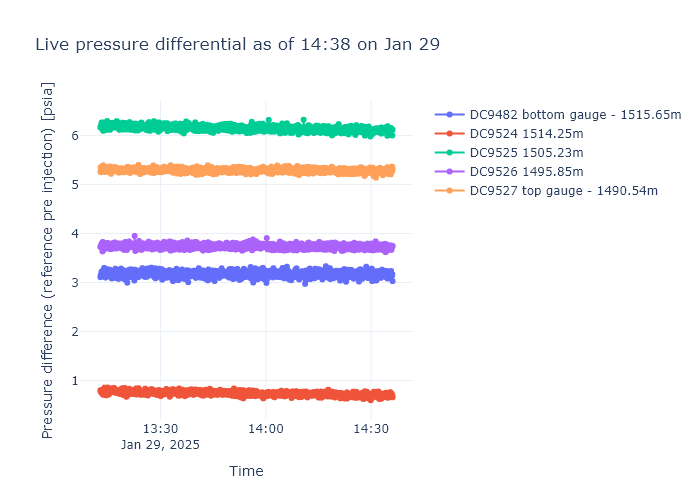 Live pressure differential as of 14:38 on Jan 29
Pressure difference (reference pre injection) [psia]
6
5
4
3
2
1
13:30
Jan 29, 2025
14:00
14:30
Time
DC9482 bottom gauge - 1515.65m
DC9524 1514.25m
DC9525 1505.23m
DC9526 1495.85m
DC9527 top gauge - 1490.54m